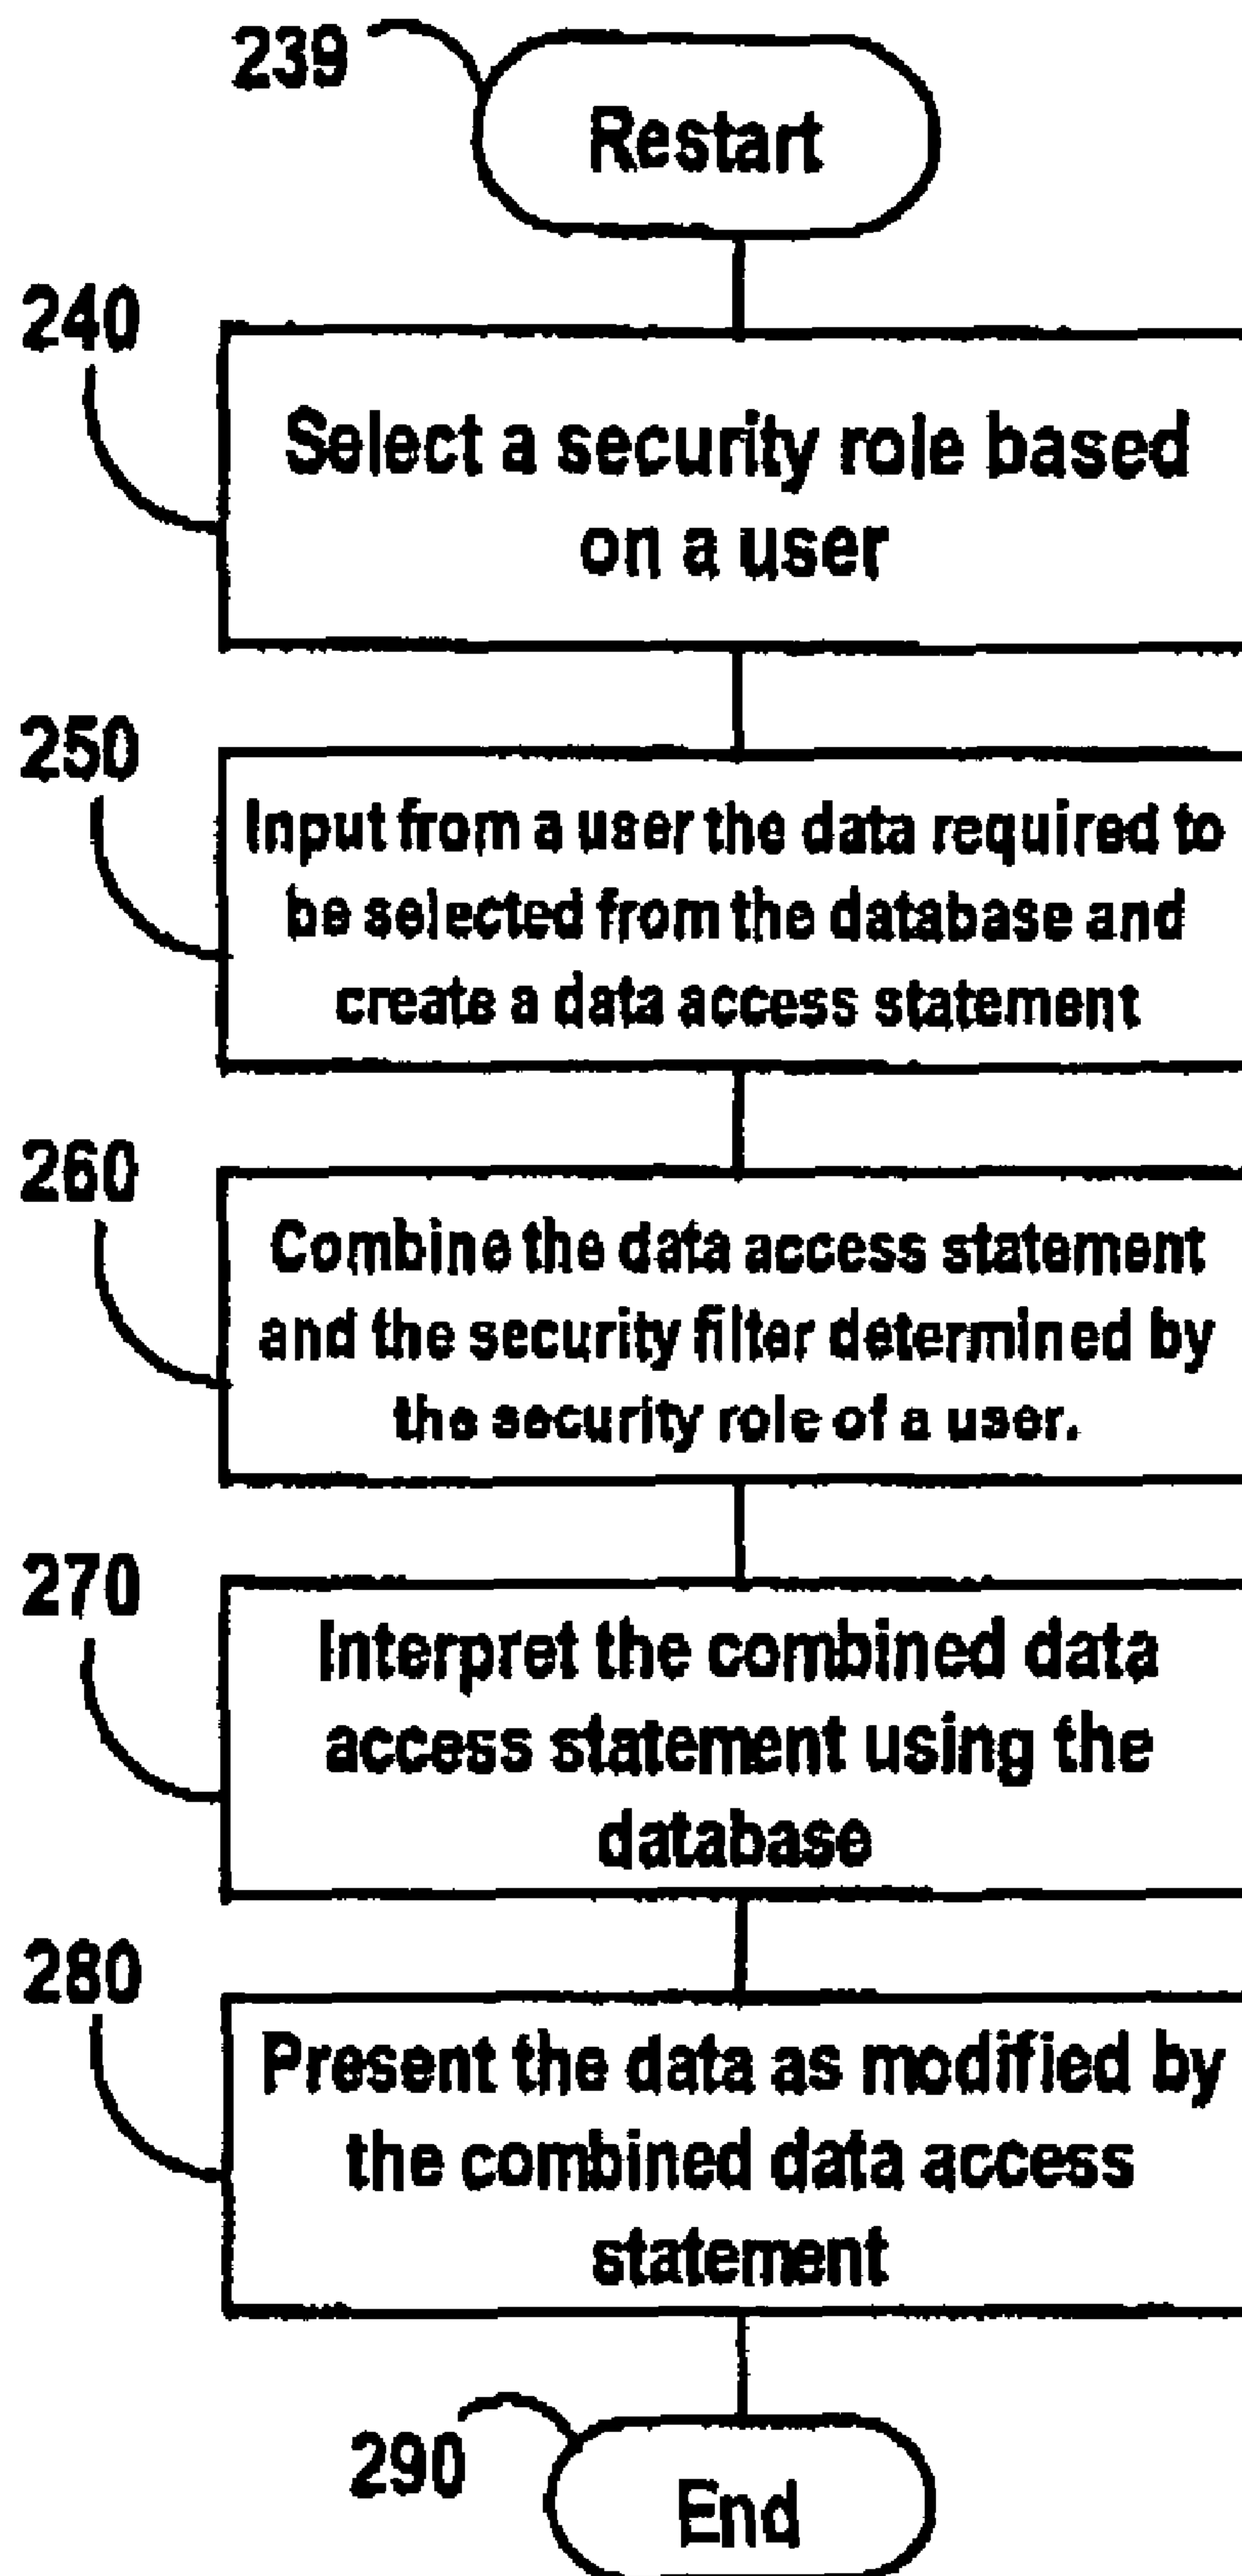 239
Restart
240
Select a security role based
on a user
250
Input from a user the data required to
be selected from the database and
create a data access statement
260
Combine the data access statement
and the security filter determined by
the security role of a user.
270
Interpret the combined data
access statement using the
database
280
Present the data as modified by
the combined data access
statement
290
End